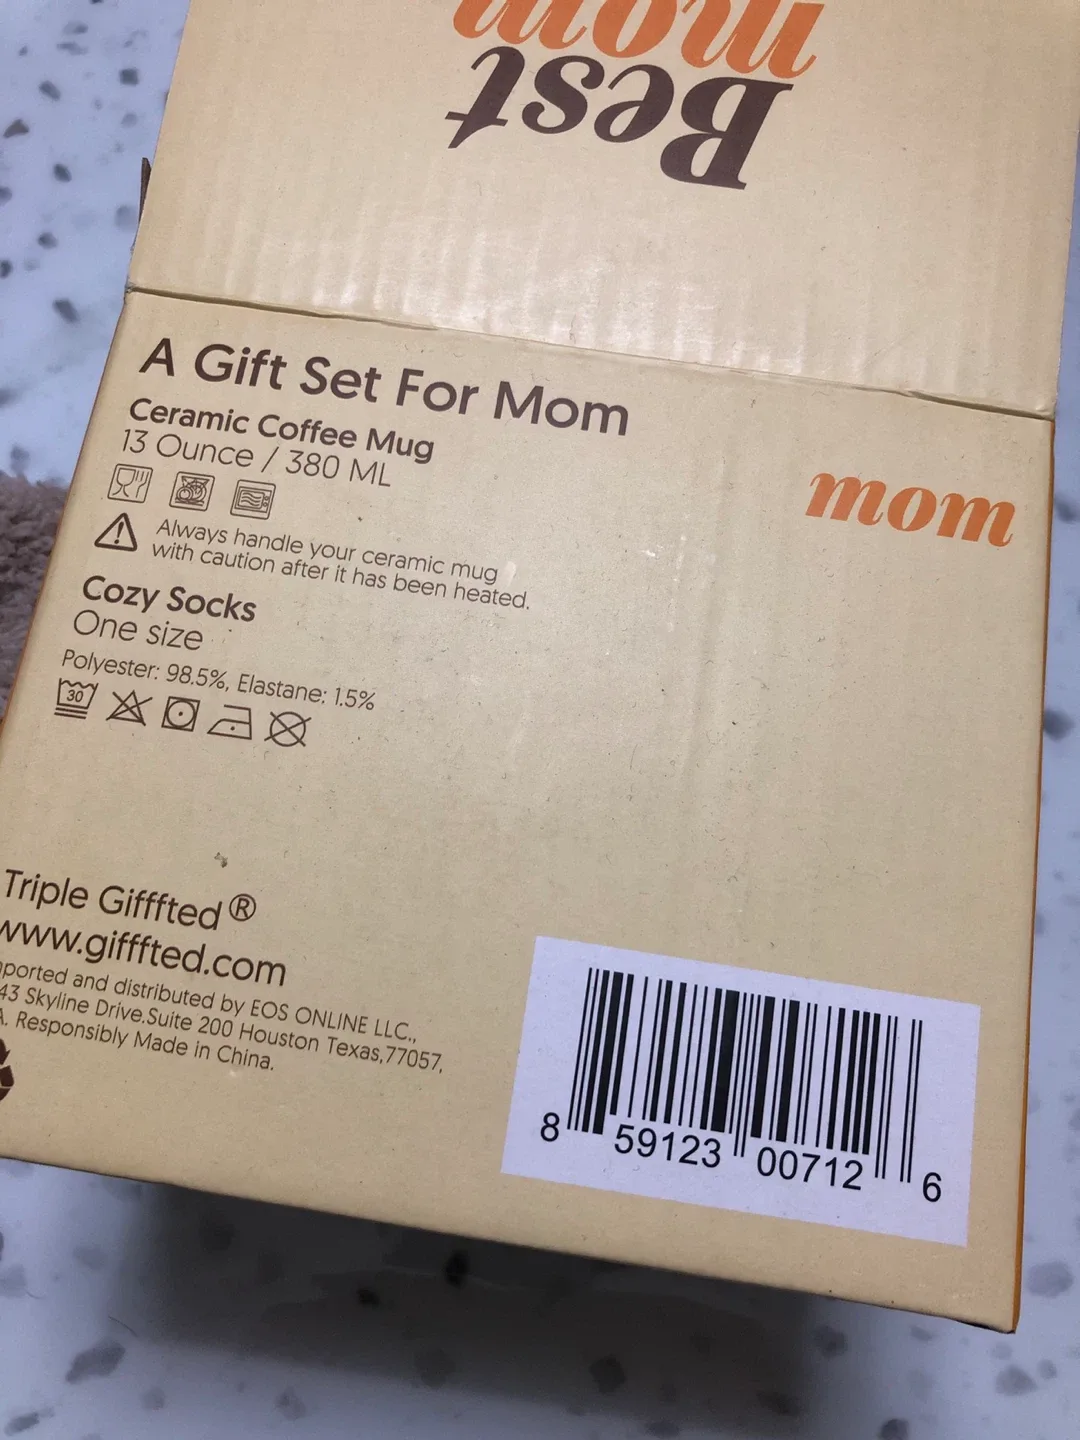 Best
mom
A Gift Set For Mom
Ceramic Coffee Mug
13 Ounce / 380 ML
mom
Always handle your ceramic mug
with caution after it has been heated.
Cozy Socks
One size
Polyester: 98.5%, Elastane: 1.5%
30
Triple Gifffted®
www.gifffted.com
and distributed by EOS ONLINE LLC.,
43 Skyline Drive.Suite 200 Houston Texas,77057,
Responsibly Made in China.
8 59123 00712 6